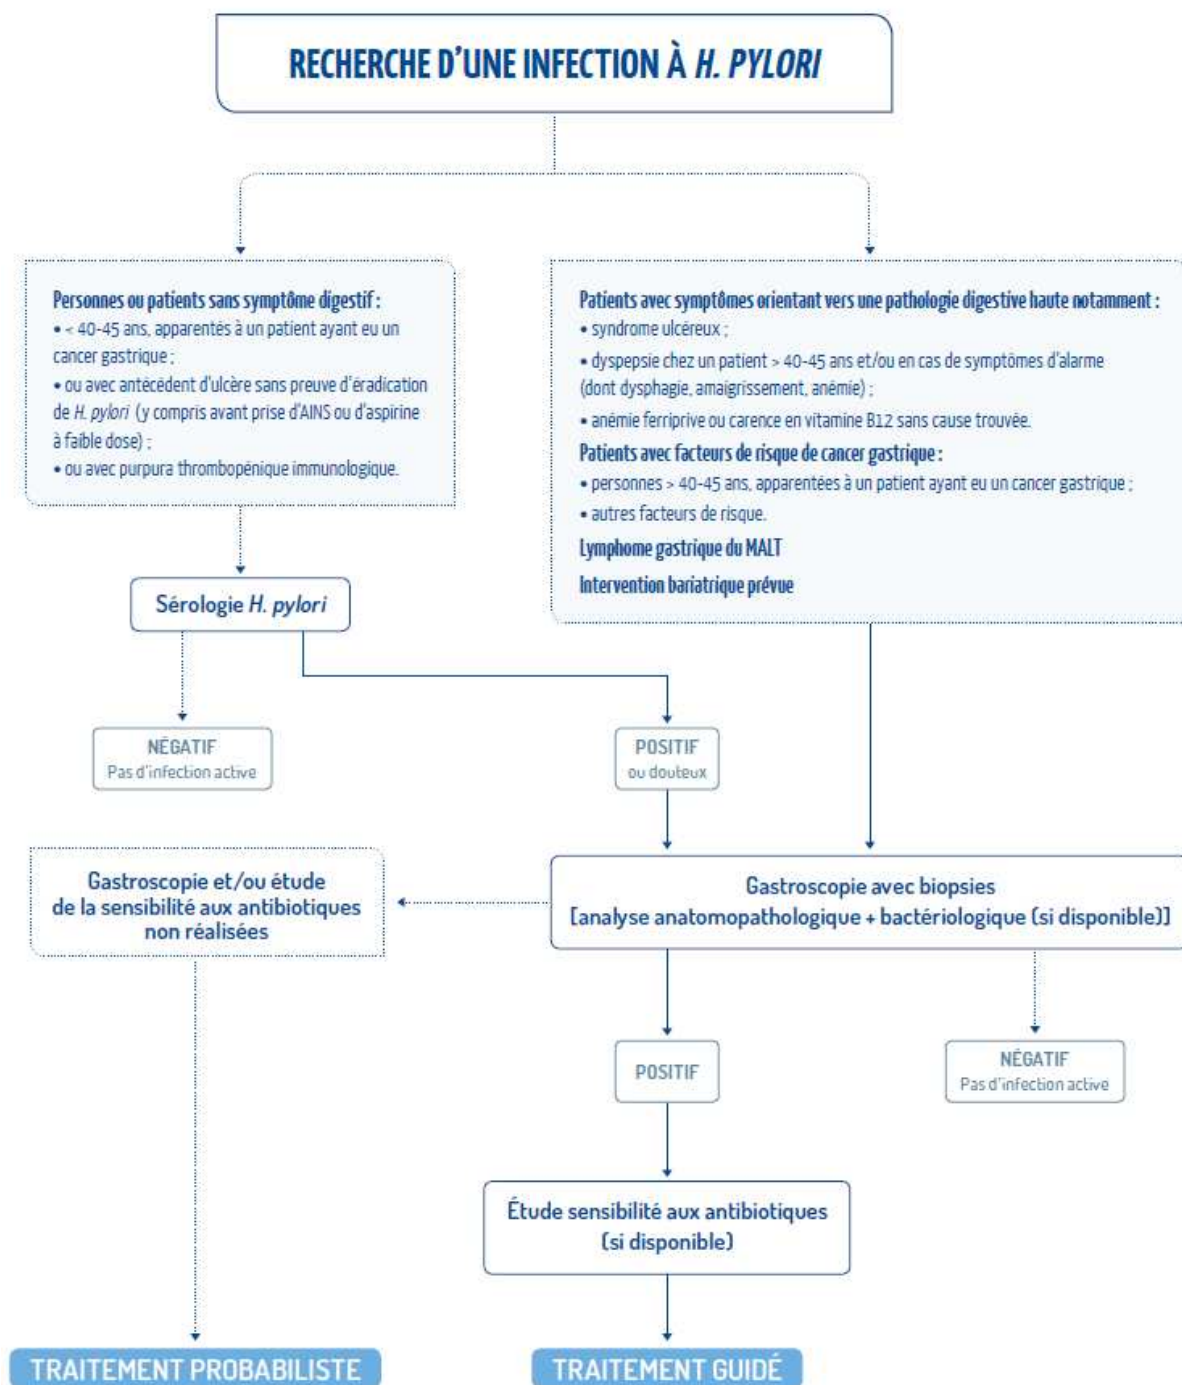 RECHERCHE D'UNE INFECTION À H. PYLORI
Personnes ou patients sans symptôme digestif :
• < 40-45 ans, apparentés à un patient ayant eu un
cancer gastrique ;
• ou avec antécédent d'ulcère sans preuve d'éradication
de H. pylori (y compris avant prise d'AINS ou d'aspirine
à faible dose) ;
• ou avec purpura thrombopénique immunologique.
Patients avec symptômes orientant vers une pathologie digestive haute notamment :
• syndrome ulcéreux ;
• dyspepsie chez un patient > 40-45 ans et/ou en cas de symptômes d'alarme
(dont dysphagie, amaigrissement, anémie) ;
• anémie ferriprive ou carence en vitamine B12 sans cause trouvée.
Patients avec facteurs de risque de cancer gastrique :
• personnes > 40-45 ans, apparentées à un patient ayant eu un cancer gastrique ;
• autres facteurs de risque.
Lymphome gastrique du MALT
Intervention bariatrique prévue
Sérologie H. pylori
NÉGATIF
Pas d'infection active
POSITIF
ou douteux
Gastroscopie et/ou étude
de la sensibilité aux antibiotiques
non réalisées
Gastroscopie avec biopsies
[analyse anatomopathologique + bactériologique (si disponible)]
POSITIF
NÉGATIF
Pas d'infection active
Étude sensibilité aux antibiotiques
(si disponible)
TRAITEMENT PROBABILISTE
TRAITEMENT GUIDÉ